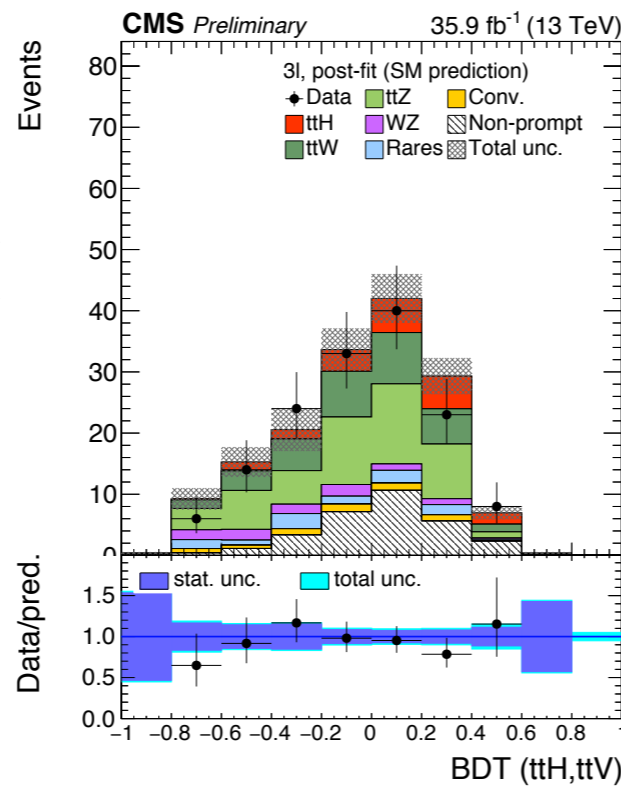 CMS Preliminary 35.9 fb⁻¹ (13 TeV)
Events
80
70
60
50
40
30
20
10
0
3l, post-fit (SM prediction)
Data ttZ Conv.
ttH WZ Non-prompt
ttW Rares Total unc.
Data/pred.
1.5
1.0
0.5
0.0
stat. unc. total unc.
−1 −0.8 −0.6 −0.4 −0.2 0 0.2 0.4 0.6 0.8 1
BDT (ttH,ttV)